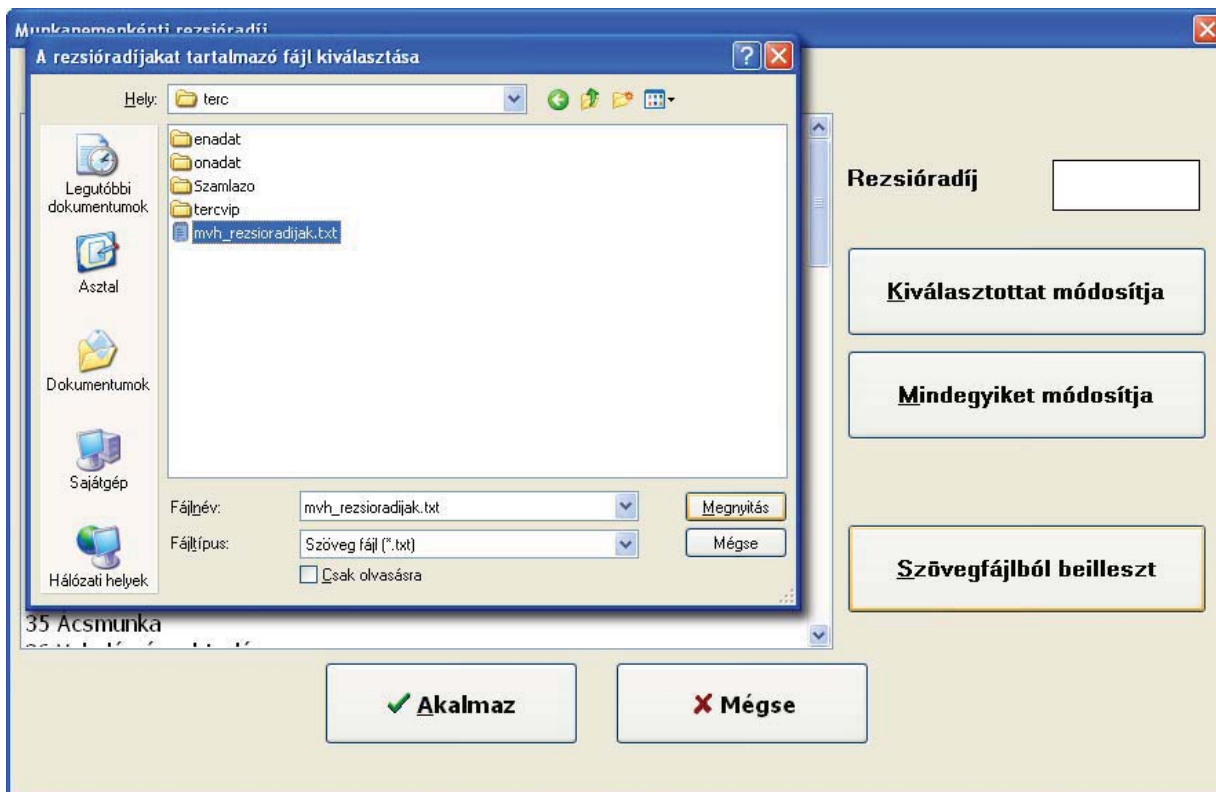 Munkanemenkénti rezsióradíj
A rezsióradíjakat tartalmazó fájl kiválasztása
Hely:
terc
Legutóbbi
dokumentumok
Asztal
Dokumentumok
Sajátgép
Hálózati helyek
enadat
onadat
Szamlazo
tercvip
mvh_rezsioradijak.txt
Fájlnév:
mvh_rezsioradijak.txt
Megnyitás
Fájltípus:
Szöveg fájl (*.txt)
Mégse
Csak olvasásra
Rezsióradíj
Kiválasztottat módosítja
Mindegyiket módosítja
Szövegfájlból beilleszt
35 Ácsmunka
Akalmaz
Mégse